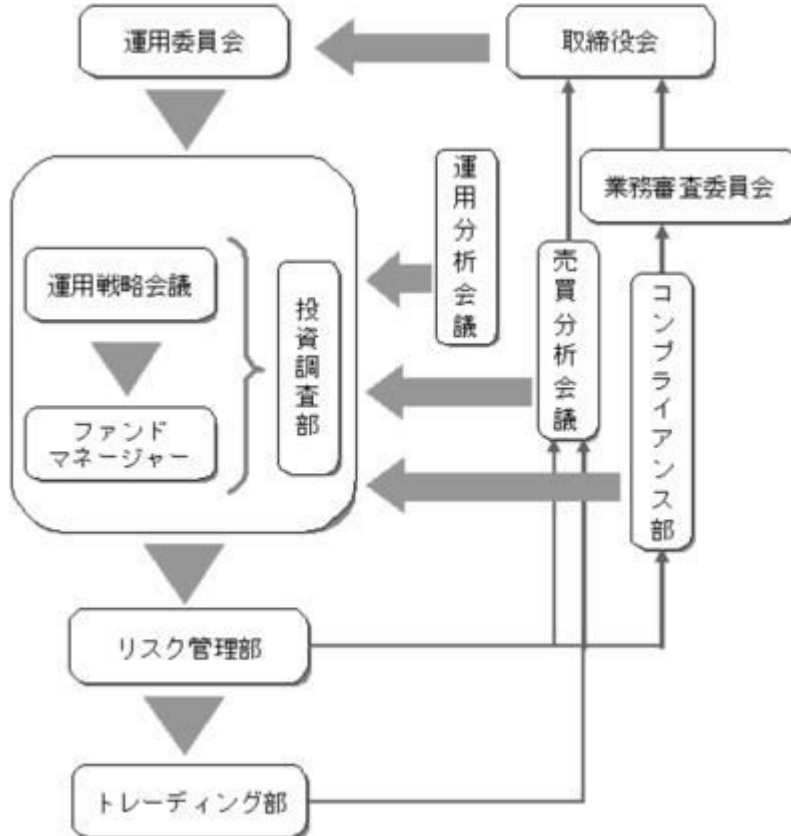 運用委員会
取締役会
業務審査委員会
運用分析会議
売買分析会議
コンプライアンス部
運用戦略会議
投資調査部
ファンド
マネージャー
リスク管理部
トレーディング部